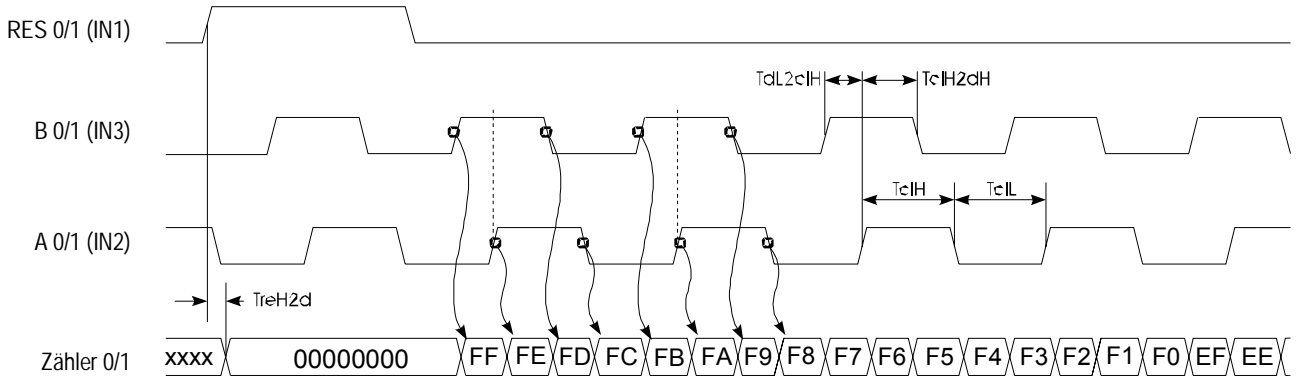 RES 0/1 (IN1)
TdL2clH TclH2dH
B 0/1 (IN3)
TclH TclL
A 0/1 (IN2)
TreH2d
Zähler 0/1 xxxx 00000000 FF FE FD FC FB FA F9 F8 F7 F6 F5 F4 F3 F2 F1 F0 EF EE